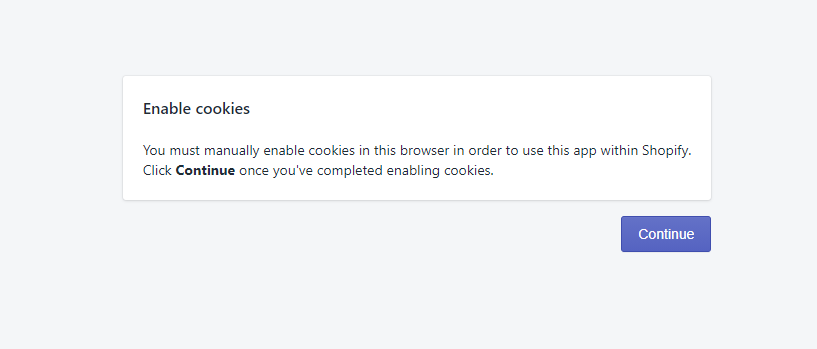 Enable cookies
You must manually enable cookies in this browser in order to use this app within Shopify.
Click Continue once you've completed enabling cookies.
Continue